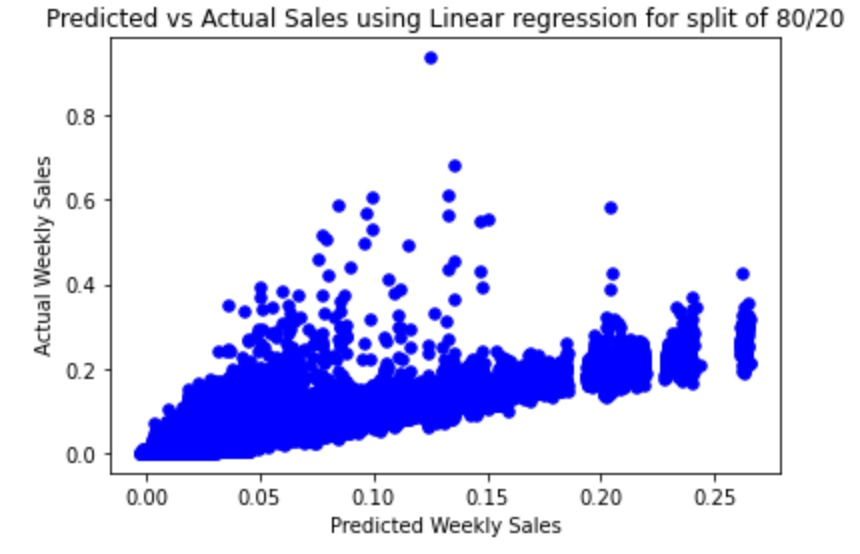 Predicted vs Actual Sales using Linear regression for split of 80/20
0.8
0.6
0.4
0.2
0.0
Actual Weekly Sales
0.00 0.05 0.10 0.15 0.20 0.25
Predicted Weekly Sales